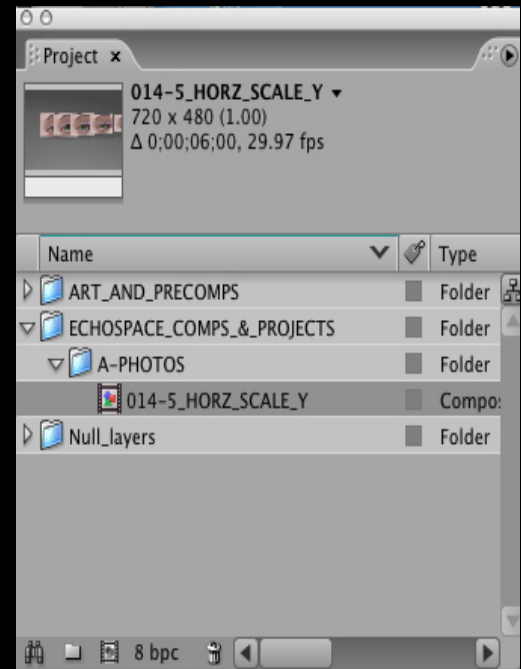 Project x
014-5_HORZ_SCALE_Y
720 x 480 (1.00)
Δ 0;00;06;00, 29.97 fps
Name Type
ART_AND_PRECOMPS Folder
ECHOSPACE_COMPS_&_PROJECTS Folder
A-PHOTOS Folder
014-5_HORZ_SCALE_Y Compo:
Null_layers Folder
8 bpc